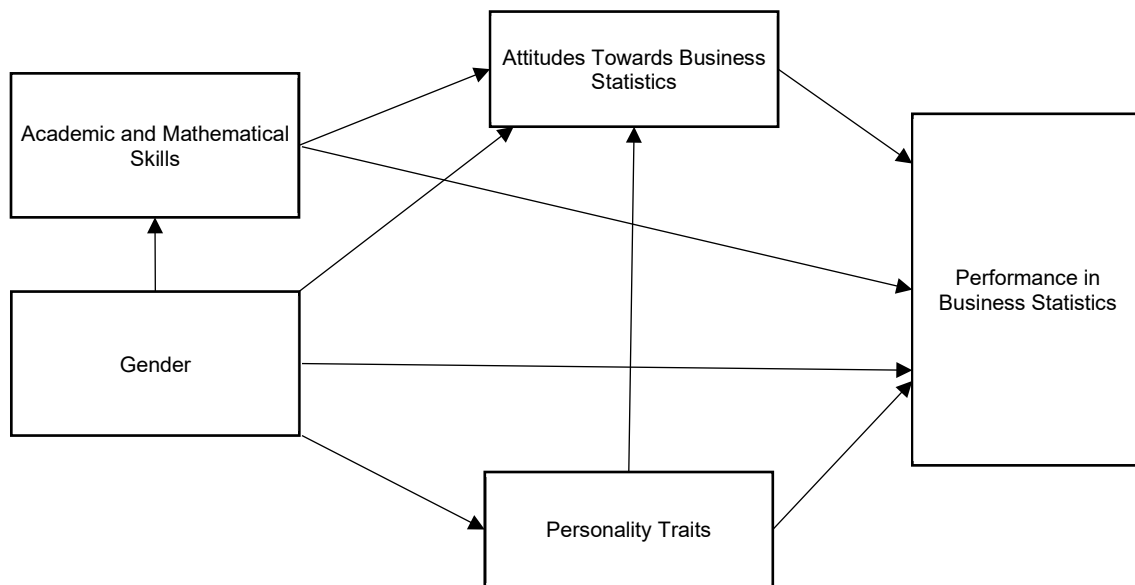 Attitudes Towards Business
Statistics
Academic and Mathematical
Skills
Performance in
Business Statistics
Gender
Personality Traits